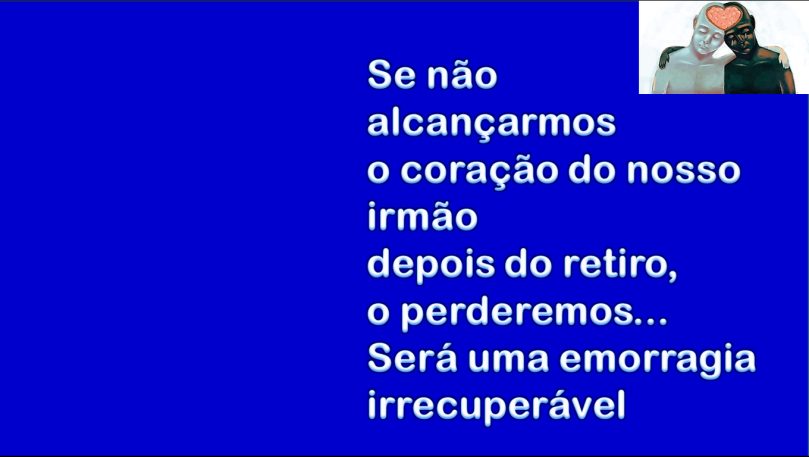 Se não
alcançarmos
o coração do nosso
irmão
depois do retiro,
o perderemos...
Será uma emorragia
irrecuperável